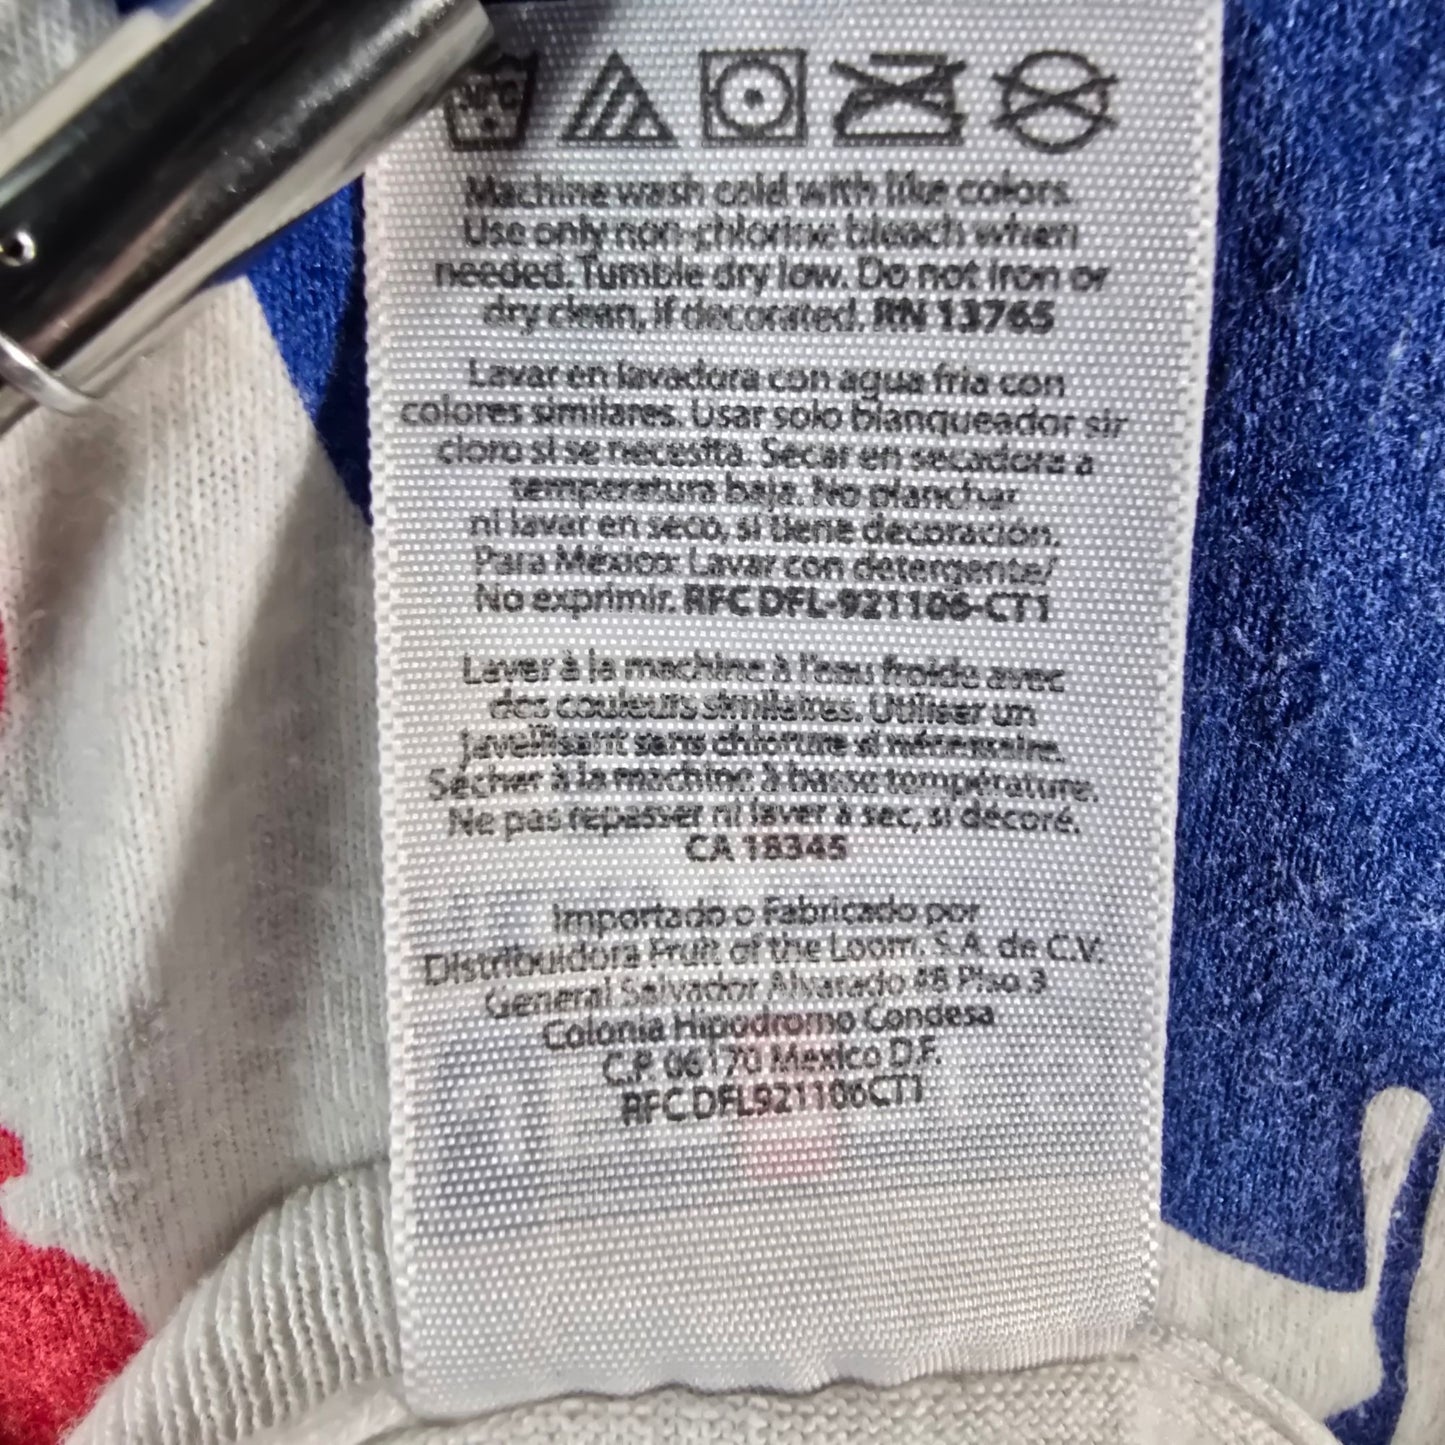 30°C
Machine wash cold with like colors.
Use only non-chlorine bleach when
needed. Tumble dry low. Do not iron or
dry clean, if decorated. RN 13765
Lavar en lavadora con agua fria con
colores similares. Usar solo blanqueador sir
cloro si se necesita. Secar en secadora a
temperatura baja. No planchar
ni lavar en seco, si tiene decoración.
Para México: Lavar con detergente/
No exprimir. RFC DFL-921106-CT1
Laver à la machine à l'eau froide avec
des couleurs similaires. Utiliser un
javellisant sans chlorure si nécessaire.
Sécher à la machine à basse température.
Ne pas repasser ni laver à sec, si décoré.
CA 18345
Importado o Fabricado por
Distribuidora Fruit of the Loom, S.A. de C.V.
General Salvador Alvarado #8 Piso 3
Colonia Hipodromo Condesa
C.P. 06170 Mexico D.F.
RFC DFL921106CT1